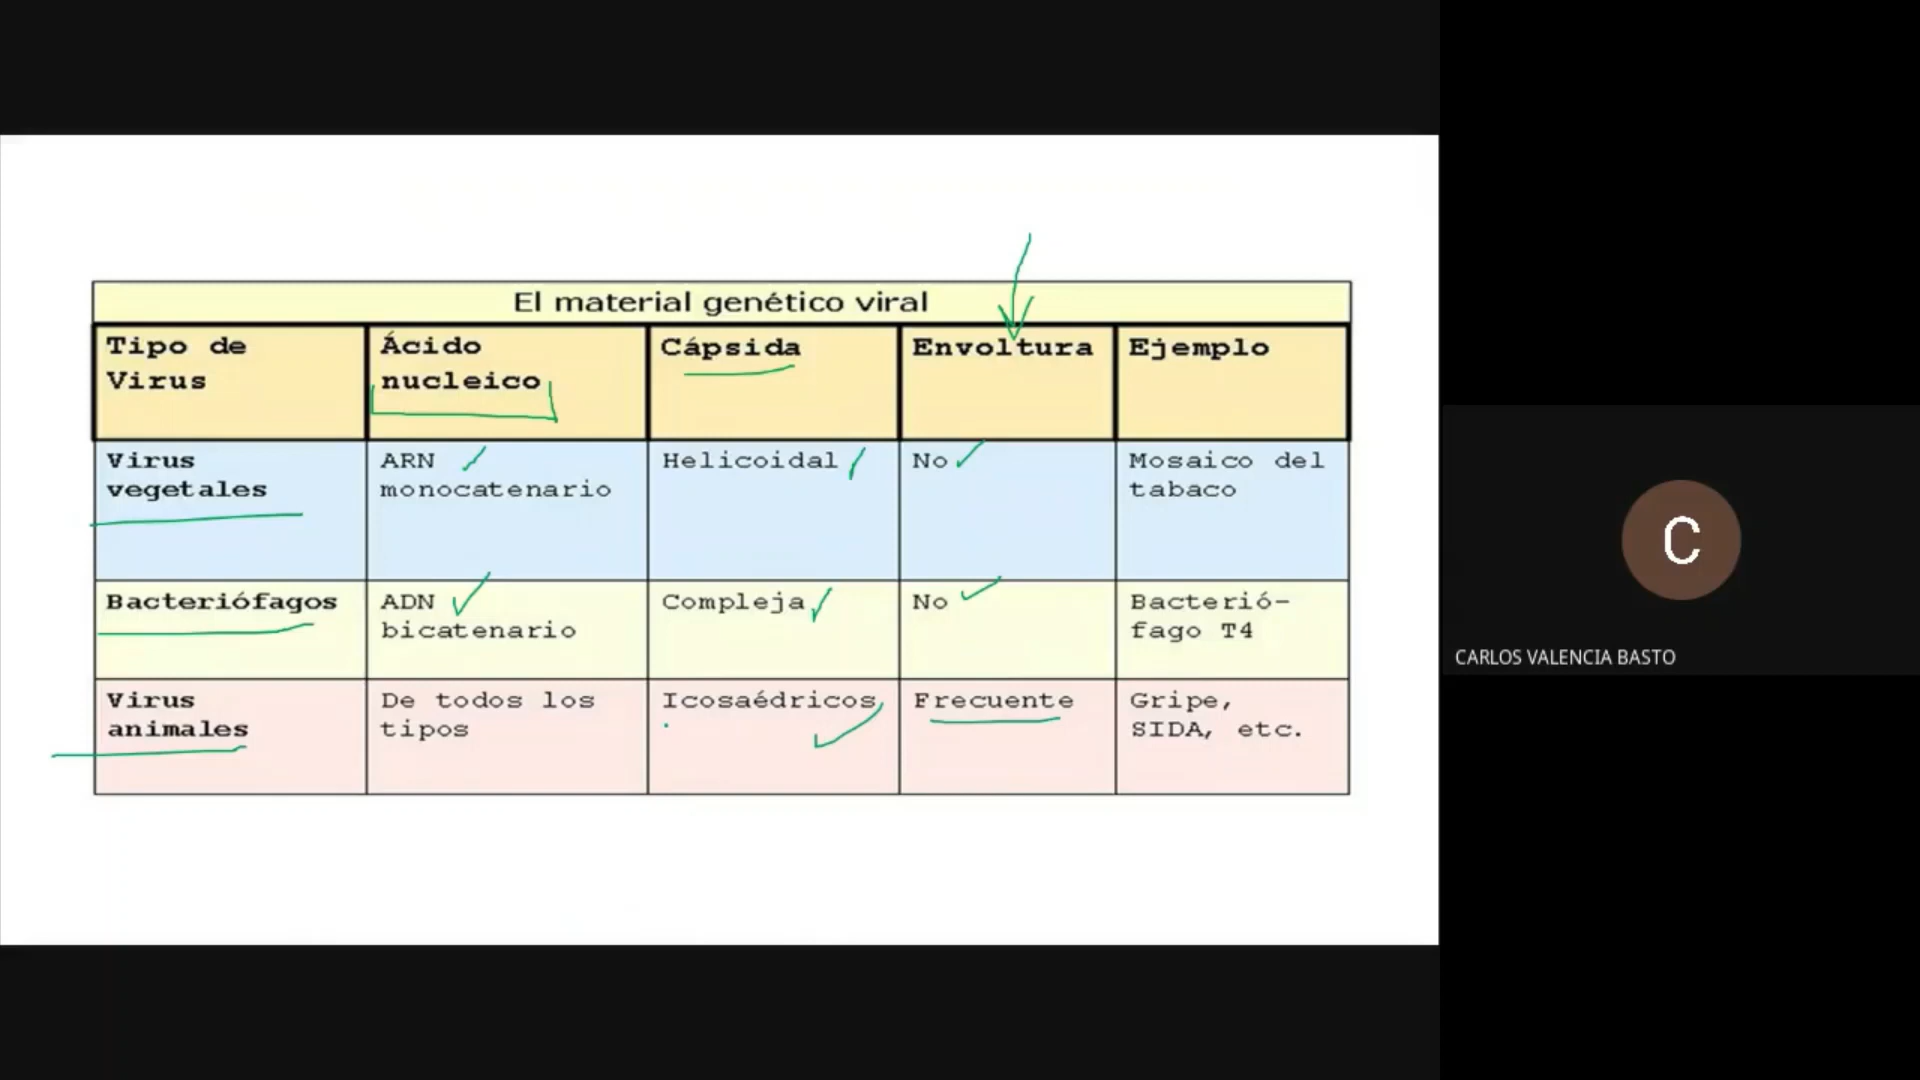 El material genético viral
Tipo de
Virus
Ácido
nucleico
Cápsida
Envoltura
Ejemplo
Virus
vegetales
ARN
monocatenario
Helicoidal
No
Mosaico del
tabaco
Bacteriófagos
ADN
bicatenario
Compleja
No
Bacterió-
fago T4
Virus
animales
De todos los
tipos
Icosaédricos
Frecuente
Gripe,
SIDA, etc.
C
CARLOS VALENCIA BASTO